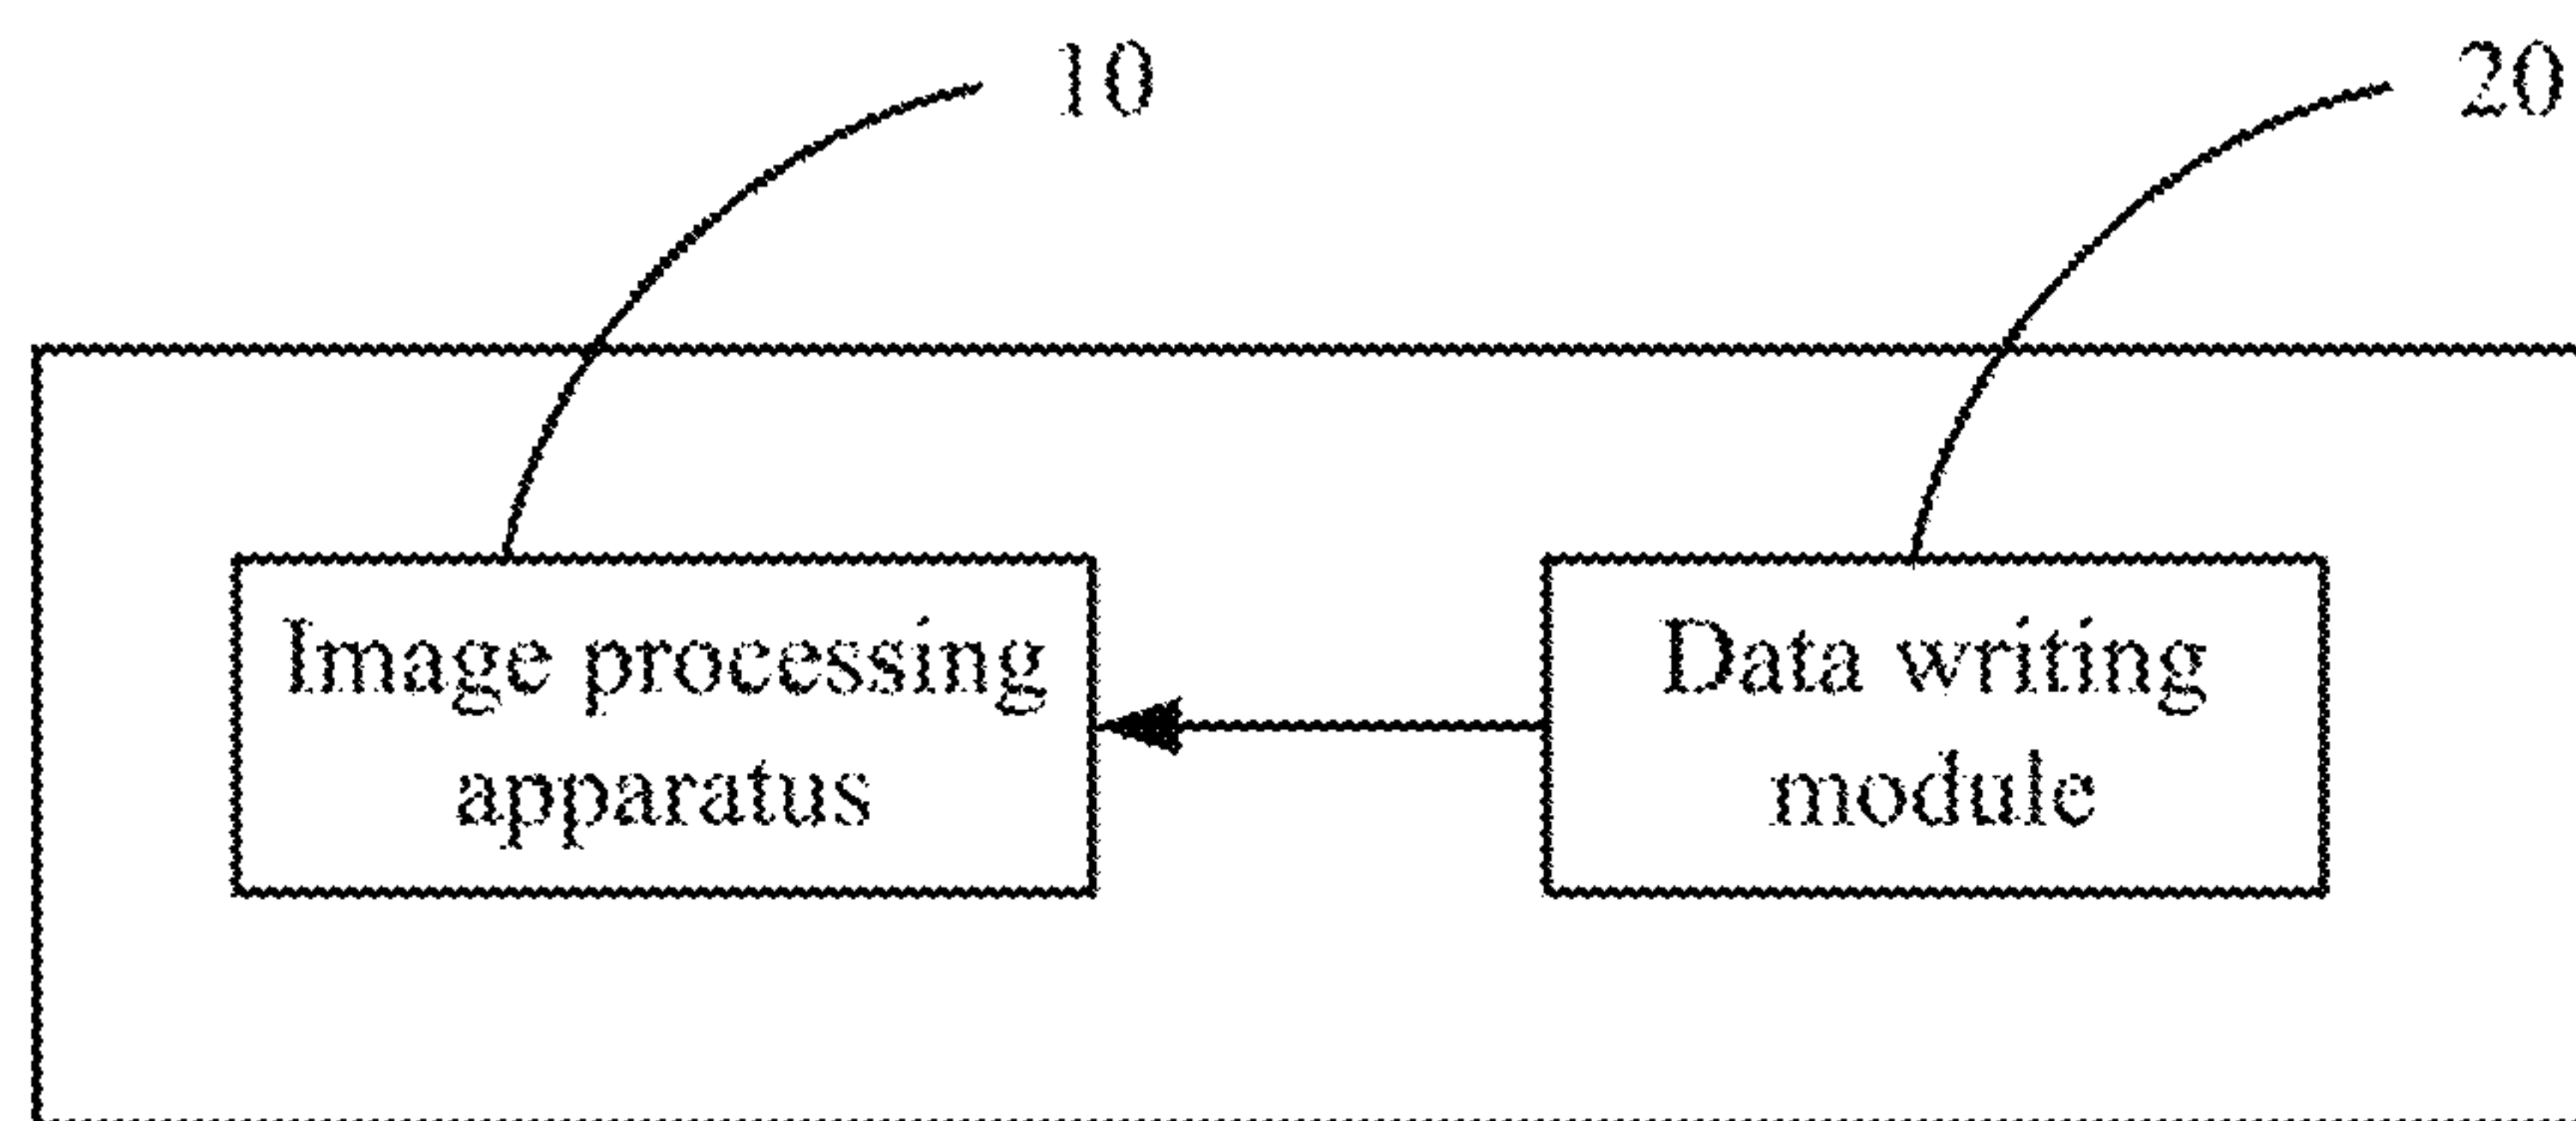 10
20
Image processing
apparatus
Data writing
module